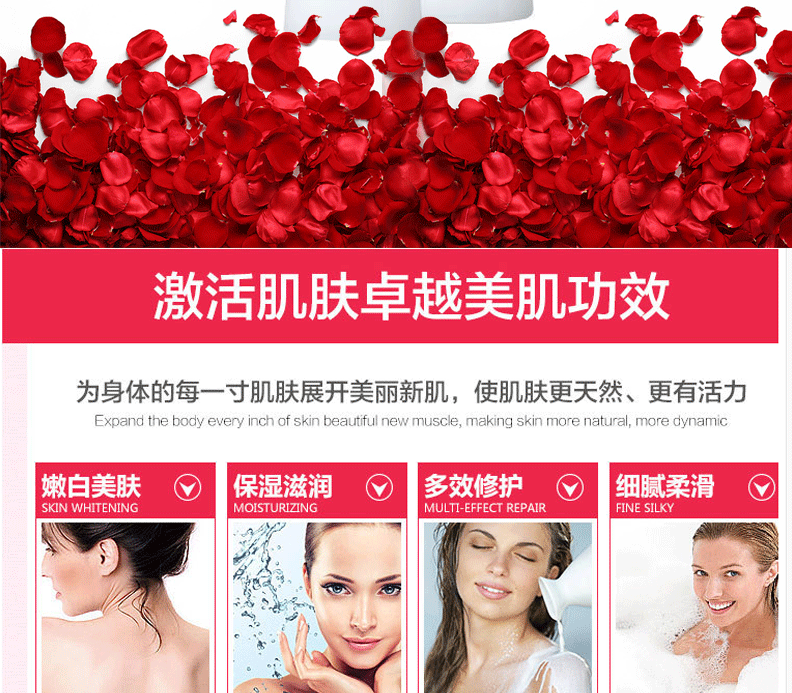 激活肌肤卓越美肌功效
为身体的每一寸肌肤展开美丽新肌，使肌肤更天然、更有活力
Expand the body every inch of skin beautiful new muscle, making skin more natural, more dynamic
嫩白美肤
SKIN WHITENING
保湿滋润
MOISTURIZING
多效修护
MULTI-EFFECT REPAIR
细腻柔滑
FINE SILKY